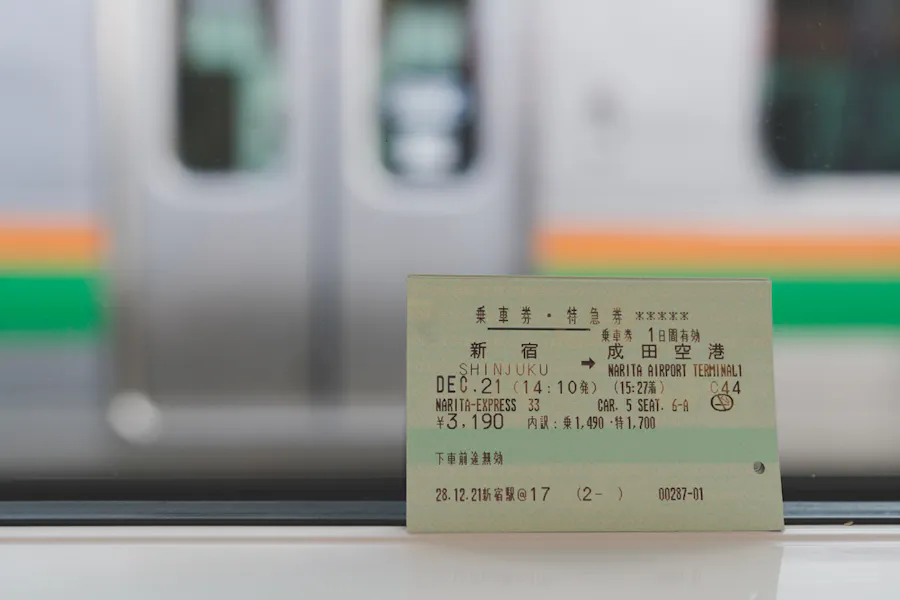 乗車券・特急券 *****
乗車券 1日間有効
新宿 → 成田空港
SHINJUKU NARITA AIRPORT TERMINAL1
DEC.21 (14:10発) (15:27着) C44
NARITA-EXPRESS 33 CAR. 5 SEAT. 6-A
¥3,190 内訳:乗1,490・特1,700
下車前途無効
28.12.21新宿駅@17 (2- ) 00287-01